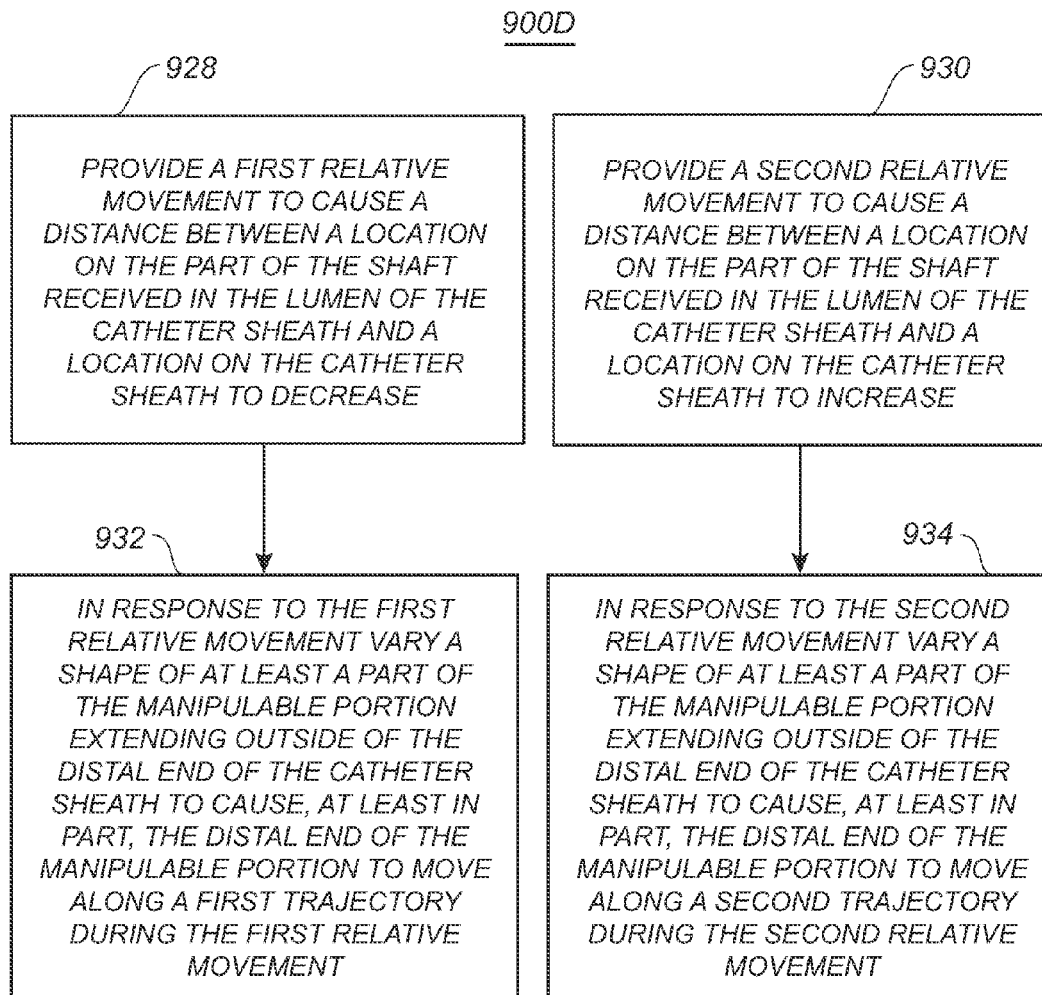 900D
928
PROVIDE A FIRST RELATIVE
MOVEMENT TO CAUSE A
DISTANCE BETWEEN A LOCATION
ON THE PART OF THE SHAFT
RECEIVED IN THE LUMEN OF THE
CATHETER SHEATH AND A
LOCATION ON THE CATHETER
SHEATH TO DECREASE
930
PROVIDE A SECOND RELATIVE
MOVEMENT TO CAUSE A
DISTANCE BETWEEN A LOCATION
ON THE PART OF THE SHAFT
RECEIVED IN THE LUMEN OF THE
CATHETER SHEATH AND A
LOCATION ON THE CATHETER
SHEATH TO INCREASE
932
IN RESPONSE TO THE FIRST
RELATIVE MOVEMENT VARY A
SHAPE OF AT LEAST A PART OF
THE MANIPULABLE PORTION
EXTENDING OUTSIDE OF THE
DISTAL END OF THE CATHETER
SHEATH TO CAUSE, AT LEAST IN
PART, THE DISTAL END OF THE
MANIPULABLE PORTION TO MOVE
ALONG A FIRST TRAJECTORY
DURING THE FIRST RELATIVE
MOVEMENT
934
IN RESPONSE TO THE SECOND
RELATIVE MOVEMENT VARY A
SHAPE OF AT LEAST A PART OF
THE MANIPULABLE PORTION
EXTENDING OUTSIDE OF THE
DISTAL END OF THE CATHETER
SHEATH TO CAUSE, AT LEAST IN
PART, THE DISTAL END OF THE
MANIPULABLE PORTION TO MOVE
ALONG A SECOND TRAJECTORY
DURING THE SECOND RELATIVE
MOVEMENT